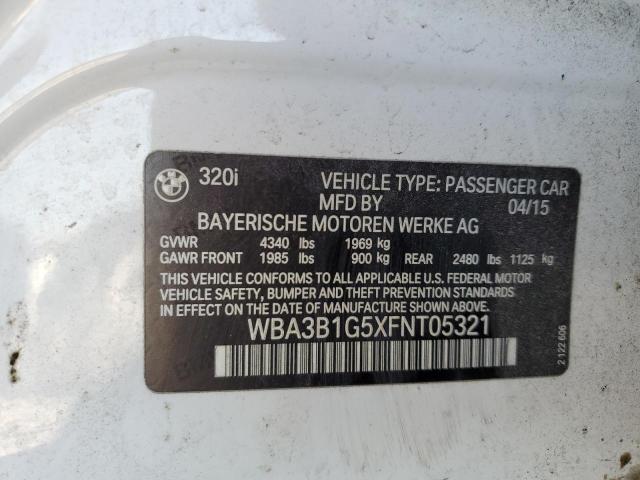 320i VEHICLE TYPE: PASSENGER CAR
MFD BY 04/15
BAYERISCHE MOTOREN WERKE AG
GVWR 4340 lbs 1969 kg
GAWR FRONT 1985 lbs 900 kg REAR 2480 lbs 1125 kg
THIS VEHICLE CONFORMS TO ALL APPLICABLE U.S. FEDERAL MOTOR
VEHICLE SAFETY, BUMPER AND THEFT PREVENTION STANDARDS
IN EFFECT ON THE DATE OF MANUFACTURE SHOWN ABOVE.
WBA3B1G5XFNT05321
2 122 606